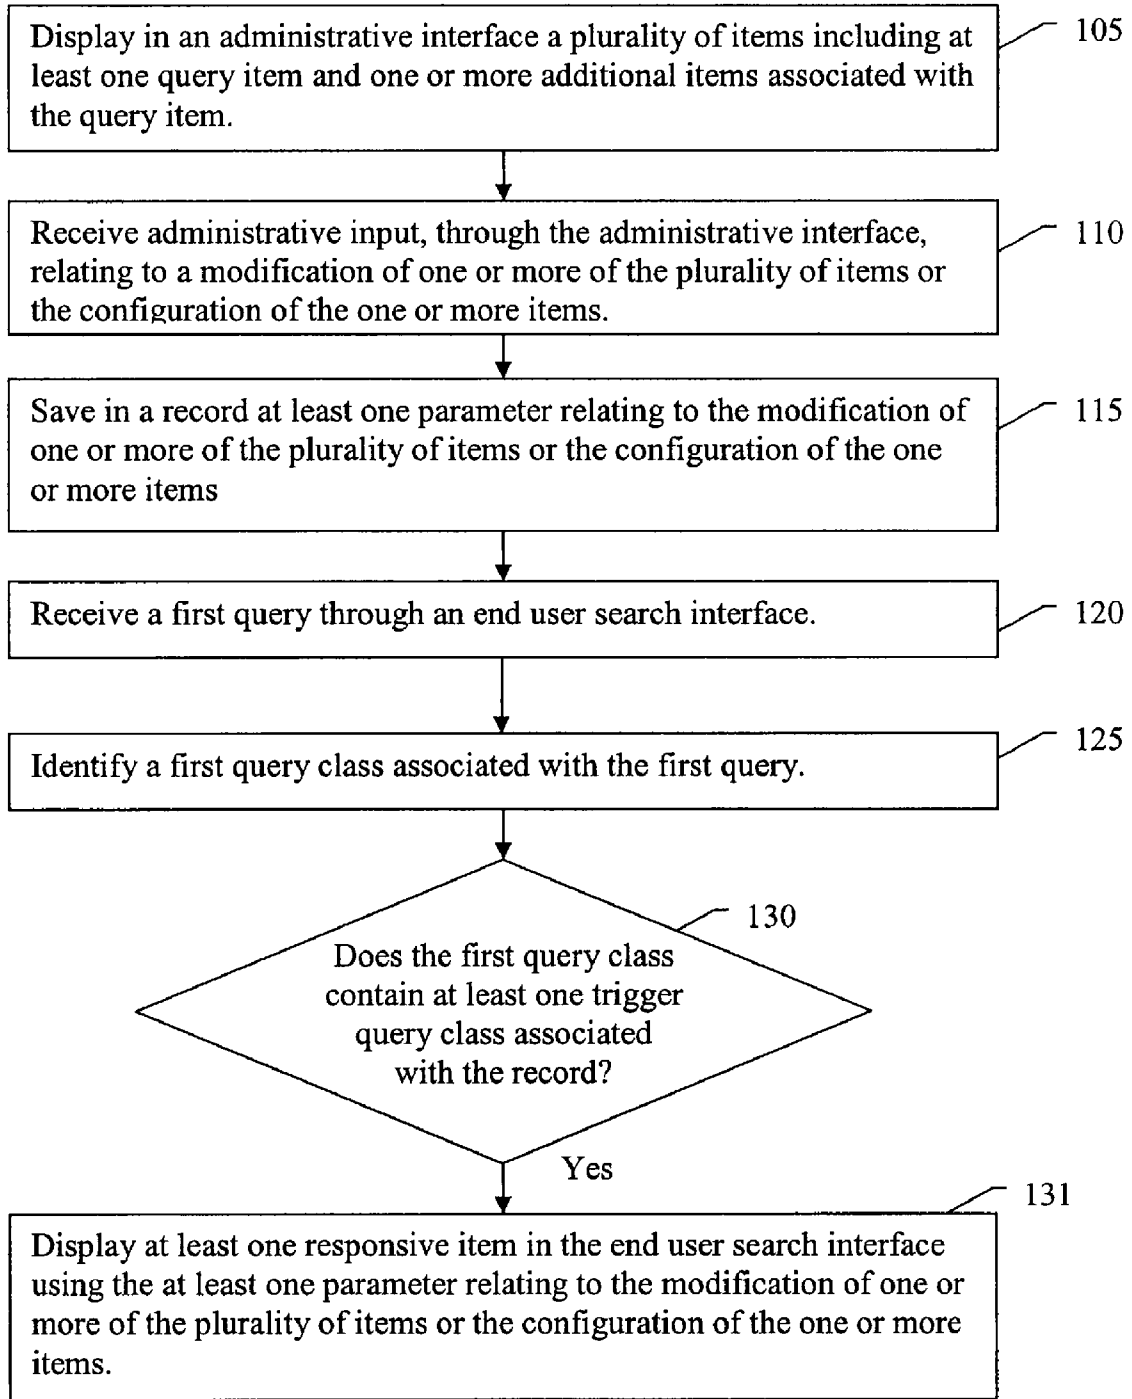 Display in an administrative interface a plurality of items including at
least one query item and one or more additional items associated with
the query item.
105
Receive administrative input, through the administrative interface,
relating to a modification of one or more of the plurality of items or
the configuration of the one or more items.
110
Save in a record at least one parameter relating to the modification of
one or more of the plurality of items or the configuration of the one
or more items
115
Receive a first query through an end user search interface.
120
Identify a first query class associated with the first query.
125
Does the first query class
contain at least one trigger
query class associated
with the record?
130
Yes
131
Display at least one responsive item in the end user search interface
using the at least one parameter relating to the modification of one or
more of the plurality of items or the configuration of the one or more
items.